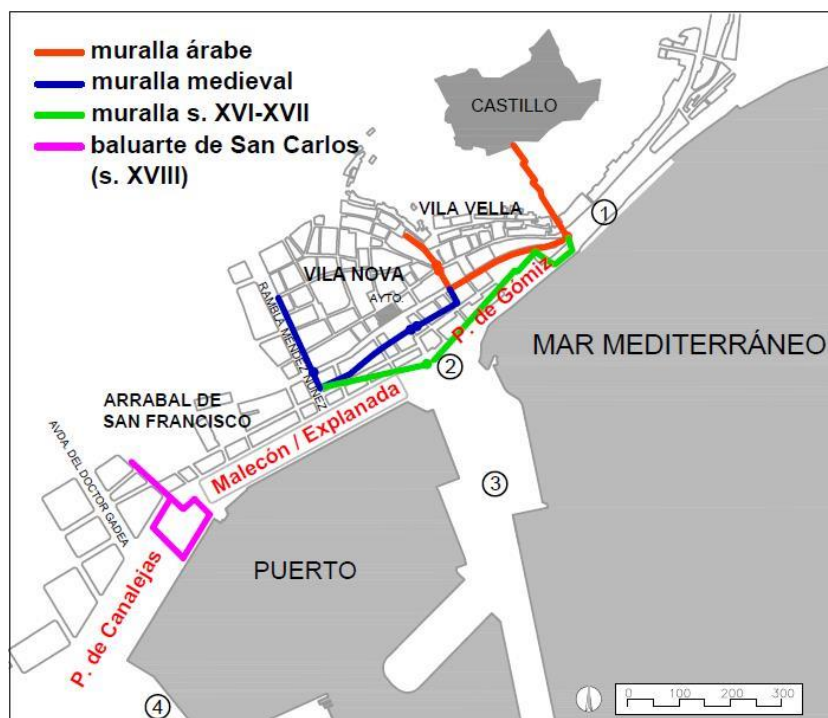 muralla árabe
muralla medieval
muralla s. XVI-XVII
baluarte de San Carlos
(s. XVIII)
CASTILLO
VILA VELLA
1
VILA NOVA
AYTO.
P. de Gómiz
MAR MEDITERRÁNEO
RAMBLA MENDEZ NÚÑEZ
2
ARRABAL DE
SAN FRANCISCO
Malecón / Explanada
AVDA. DEL DOCTOR GADEA
3
PUERTO
P. de Canalejas
4
0 100 200 300